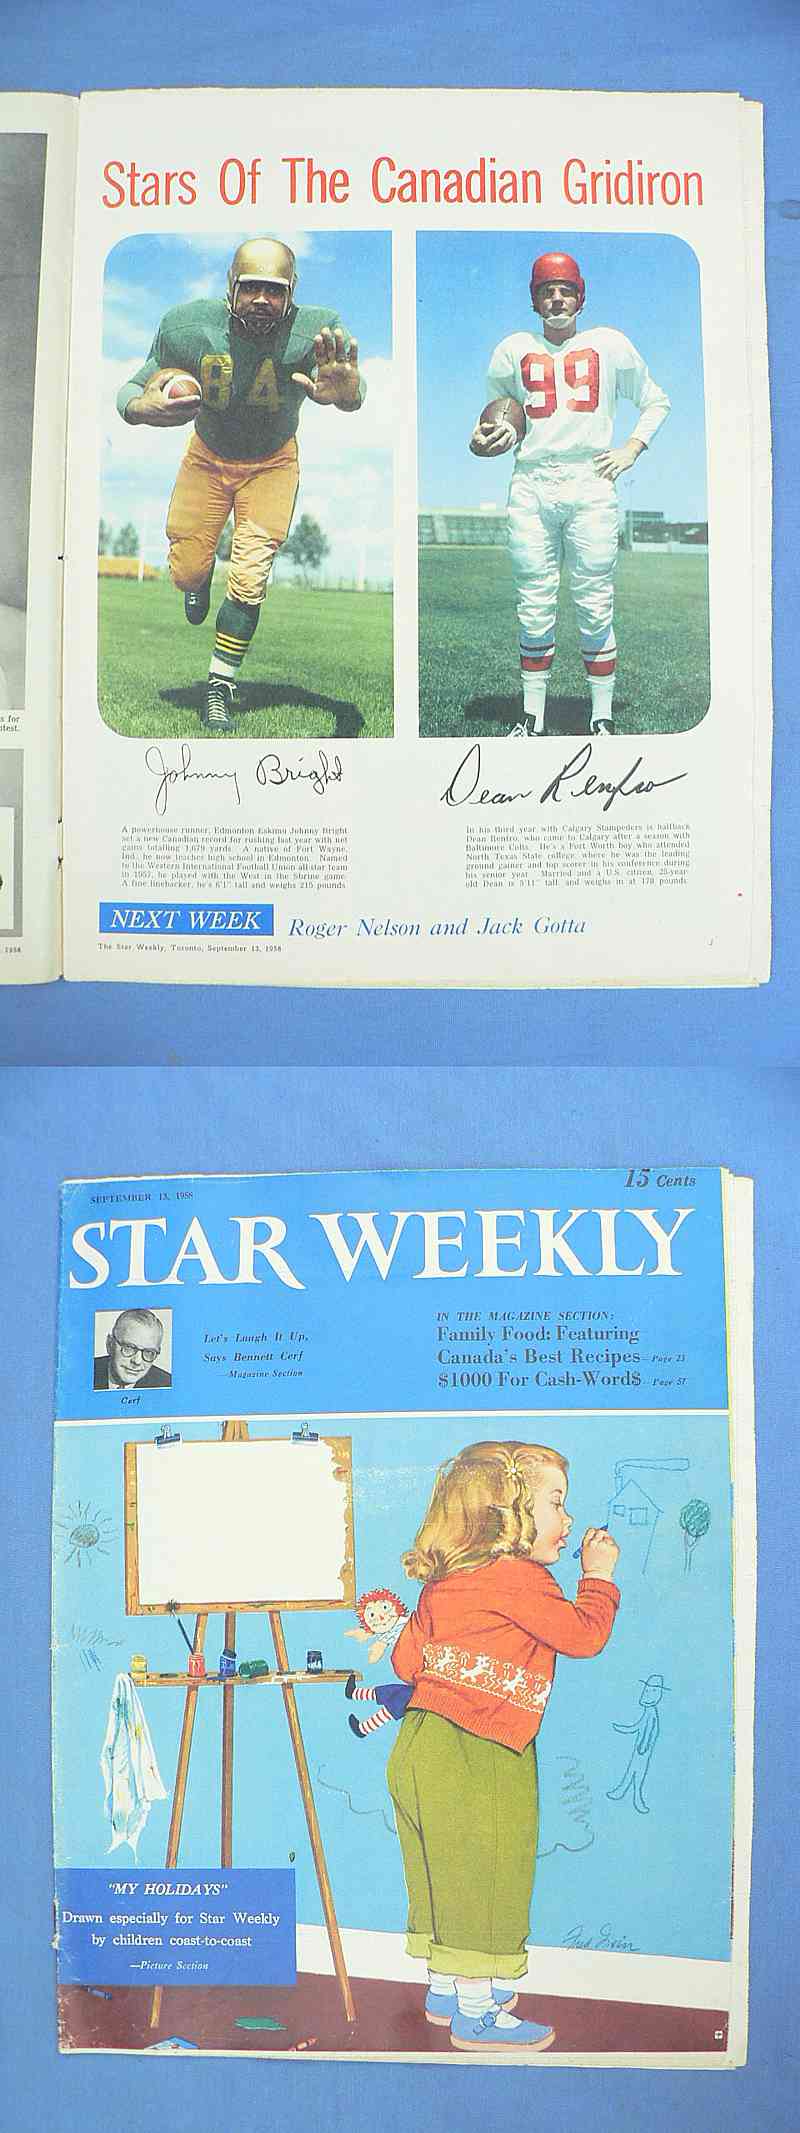 Stars Of The Canadian Gridiron
84
99
s for
ntest.
Johnny Bright
Dean Renfro
A powerhouse runner, Edmonton Eskimo Johnny Bright
set a new Canadian record for rushing last year with net
gains totalling 1,679 yards. A native of Fort Wayne,
Ind., he now teaches high school in Edmonton. Named
to the Western International Football Union all-star team
in 1957, he played with the West in the Shrine game.
A fine linebacker, he's 6'1" tall and weighs 215 pounds.
In his third year with Calgary Stampeders is halfback
Dean Renfro, who came to Calgary after a season with
Baltimore Colts. He's a Fort Worth boy who attended
North Texas State college, where he was the leading
ground gainer and top scorer in his conference during
his senior year. Married and a U.S. citizen, 25-year-
old Dean is 5'11" tall, and weighs in at 178 pounds.
NEXT WEEK Roger Nelson and Jack Gotta
, 1958
The Star Weekly, Toronto, September 13, 1958
SEPTEMBER 13, 1958
15 Cents
STAR WEEKLY
Cerf
Let's Laugh It Up,
Says Bennett Cerf
—Magazine Section
IN THE MAGAZINE SECTION:
Family Food: Featuring
Canada's Best Recipes—Page 23
$1000 For Cash-Word$—Page 57
"MY HOLIDAYS"
Drawn especially for Star Weekly
by children coast-to-coast
—Picture Section